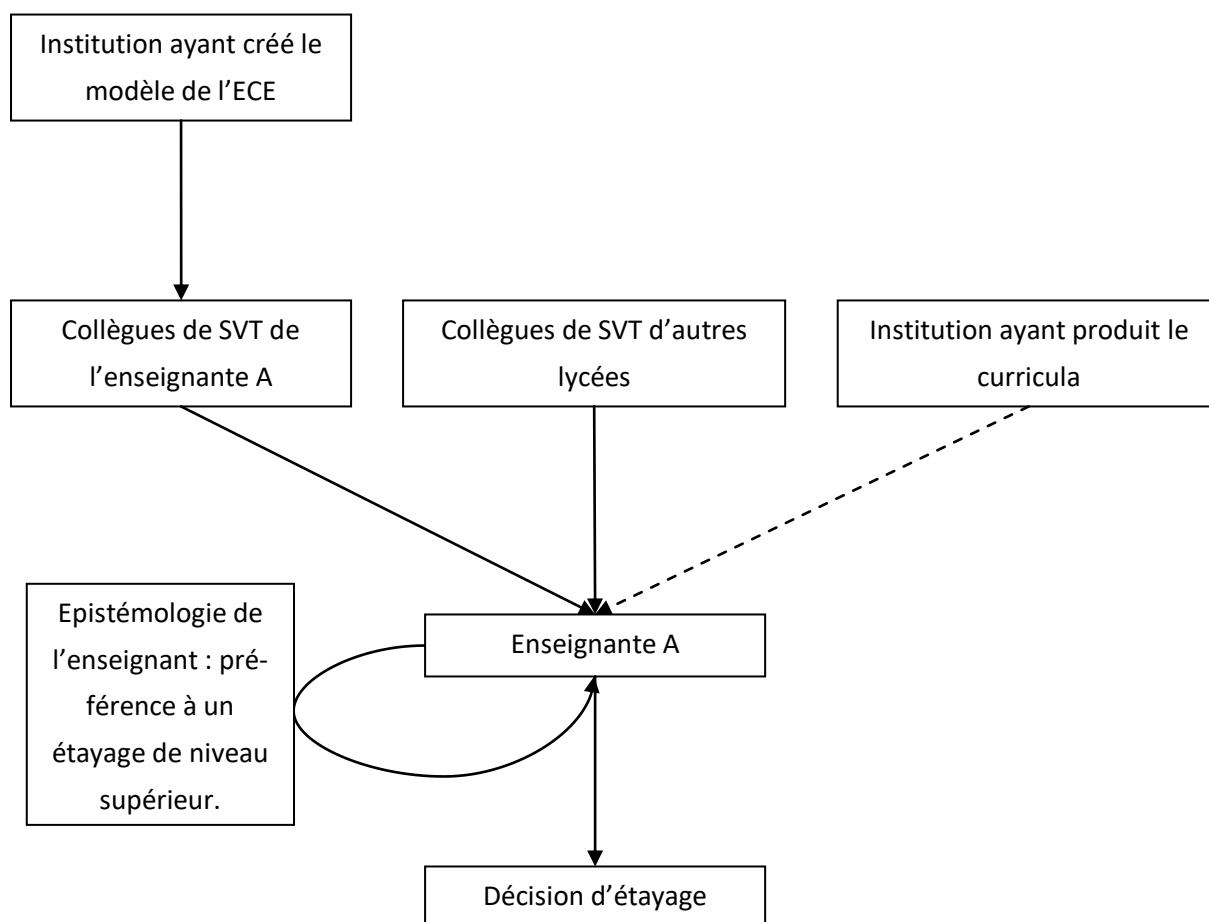 Institution ayant créé le
modèle de l’ECE
Collègues de SVT de
l’enseignante A
Collègues de SVT d’autres
lycées
Institution ayant produit le
curricula
Epistémologie de
l’enseignant : pré-
férence à un
étayage de niveau
supérieur.
Enseignante A
Décision d’étayage